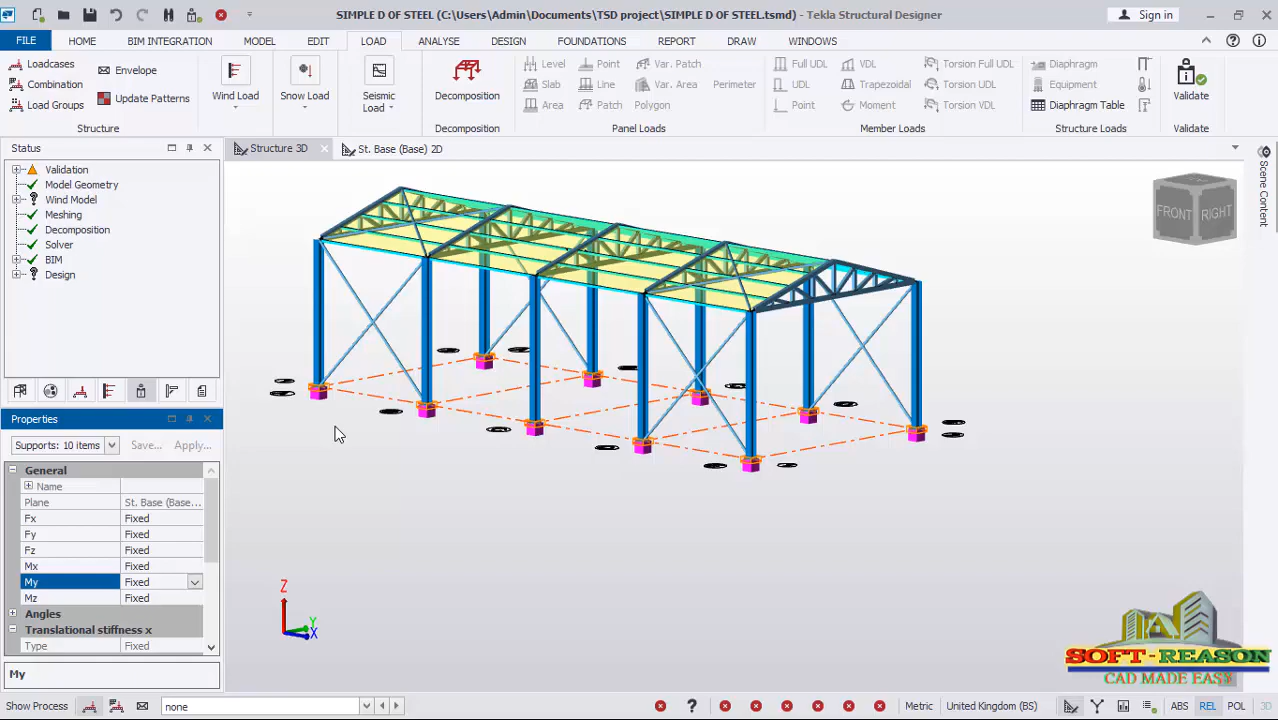 SIMPLE D OF STEEL (C:\Users\Admin\Documents\TSD project\SIMPLE D OF STEEL.tsmd) - Tekla Structural Designer
Sign in
FILE HOME BIM INTEGRATION MODEL EDIT LOAD ANALYSE DESIGN FOUNDATIONS REPORT DRAW WINDOWS
Loadcases
Combination
Load Groups
Envelope
Update Patterns
Structure
Wind Load
Snow Load
Seismic Load
Decomposition
Decomposition
Level Point Var. Patch
Slab Line Var. Area Perimeter
Area Patch Polygon
Panel Loads
Full UDL VDL Torsion Full UDL
UDL Trapezoidal Torsion UDL
Point Moment Torsion VDL
Member Loads
Diaphragm
Equipment
Diaphragm Table
Structure Loads
Validate
Validate
Status
Validation
Model Geometry
Wind Model
Meshing
Decomposition
Solver
BIM
Design
Structure 3D
St. Base (Base) 2D
Scene Content
FRONT
RIGHT
Properties
Supports: 10 items
Save... Apply...
General
Name
Plane St. Base (Base...
Fx Fixed
Fy Fixed
Fz Fixed
Mx Fixed
My Fixed
Mz Fixed
Angles
Translational stiffness x
Type Fixed
My
Z
Y
X
SOFT-REASON
CAD MADE EASY
Show Process
none
Metric United Kingdom (BS) ABS REL POL 3D